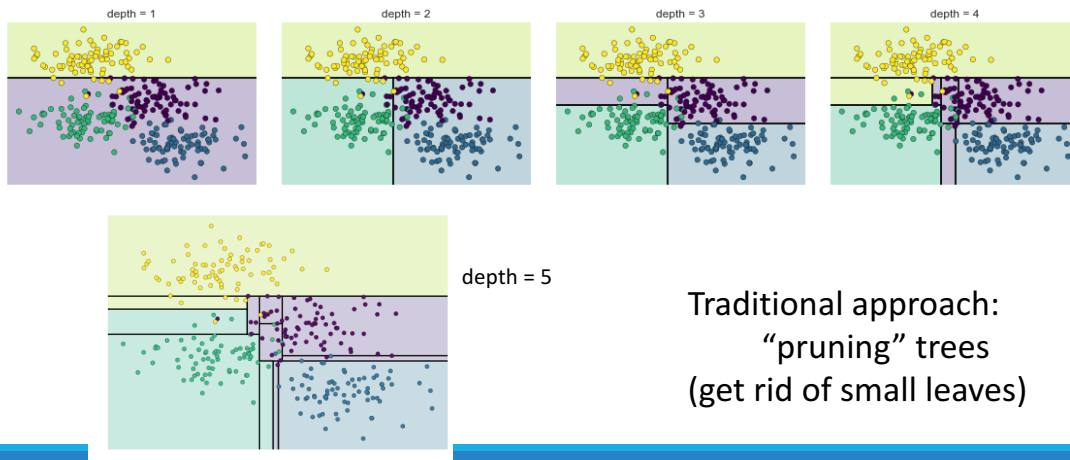 depth = 1
depth = 2
depth = 3
depth = 4
depth = 5
Traditional approach:
“pruning” trees
(get rid of small leaves)